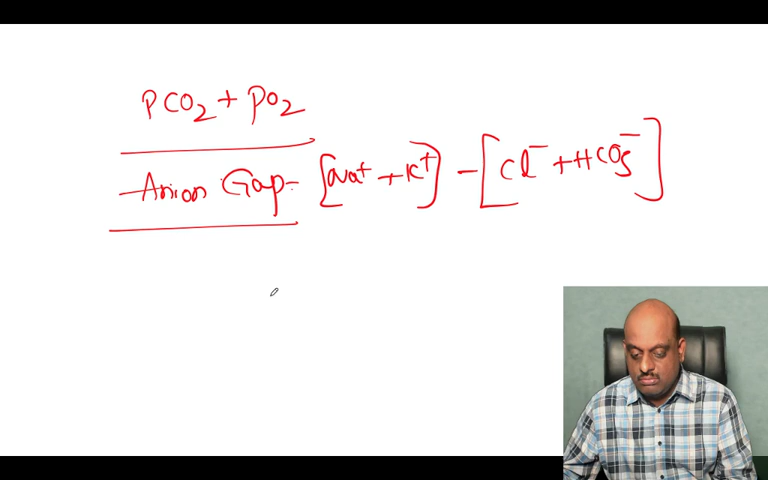 PCO₂ + PO₂
Anion Gap- [Na⁺ + K⁺] - [Cl⁻ + HCO₃⁻]